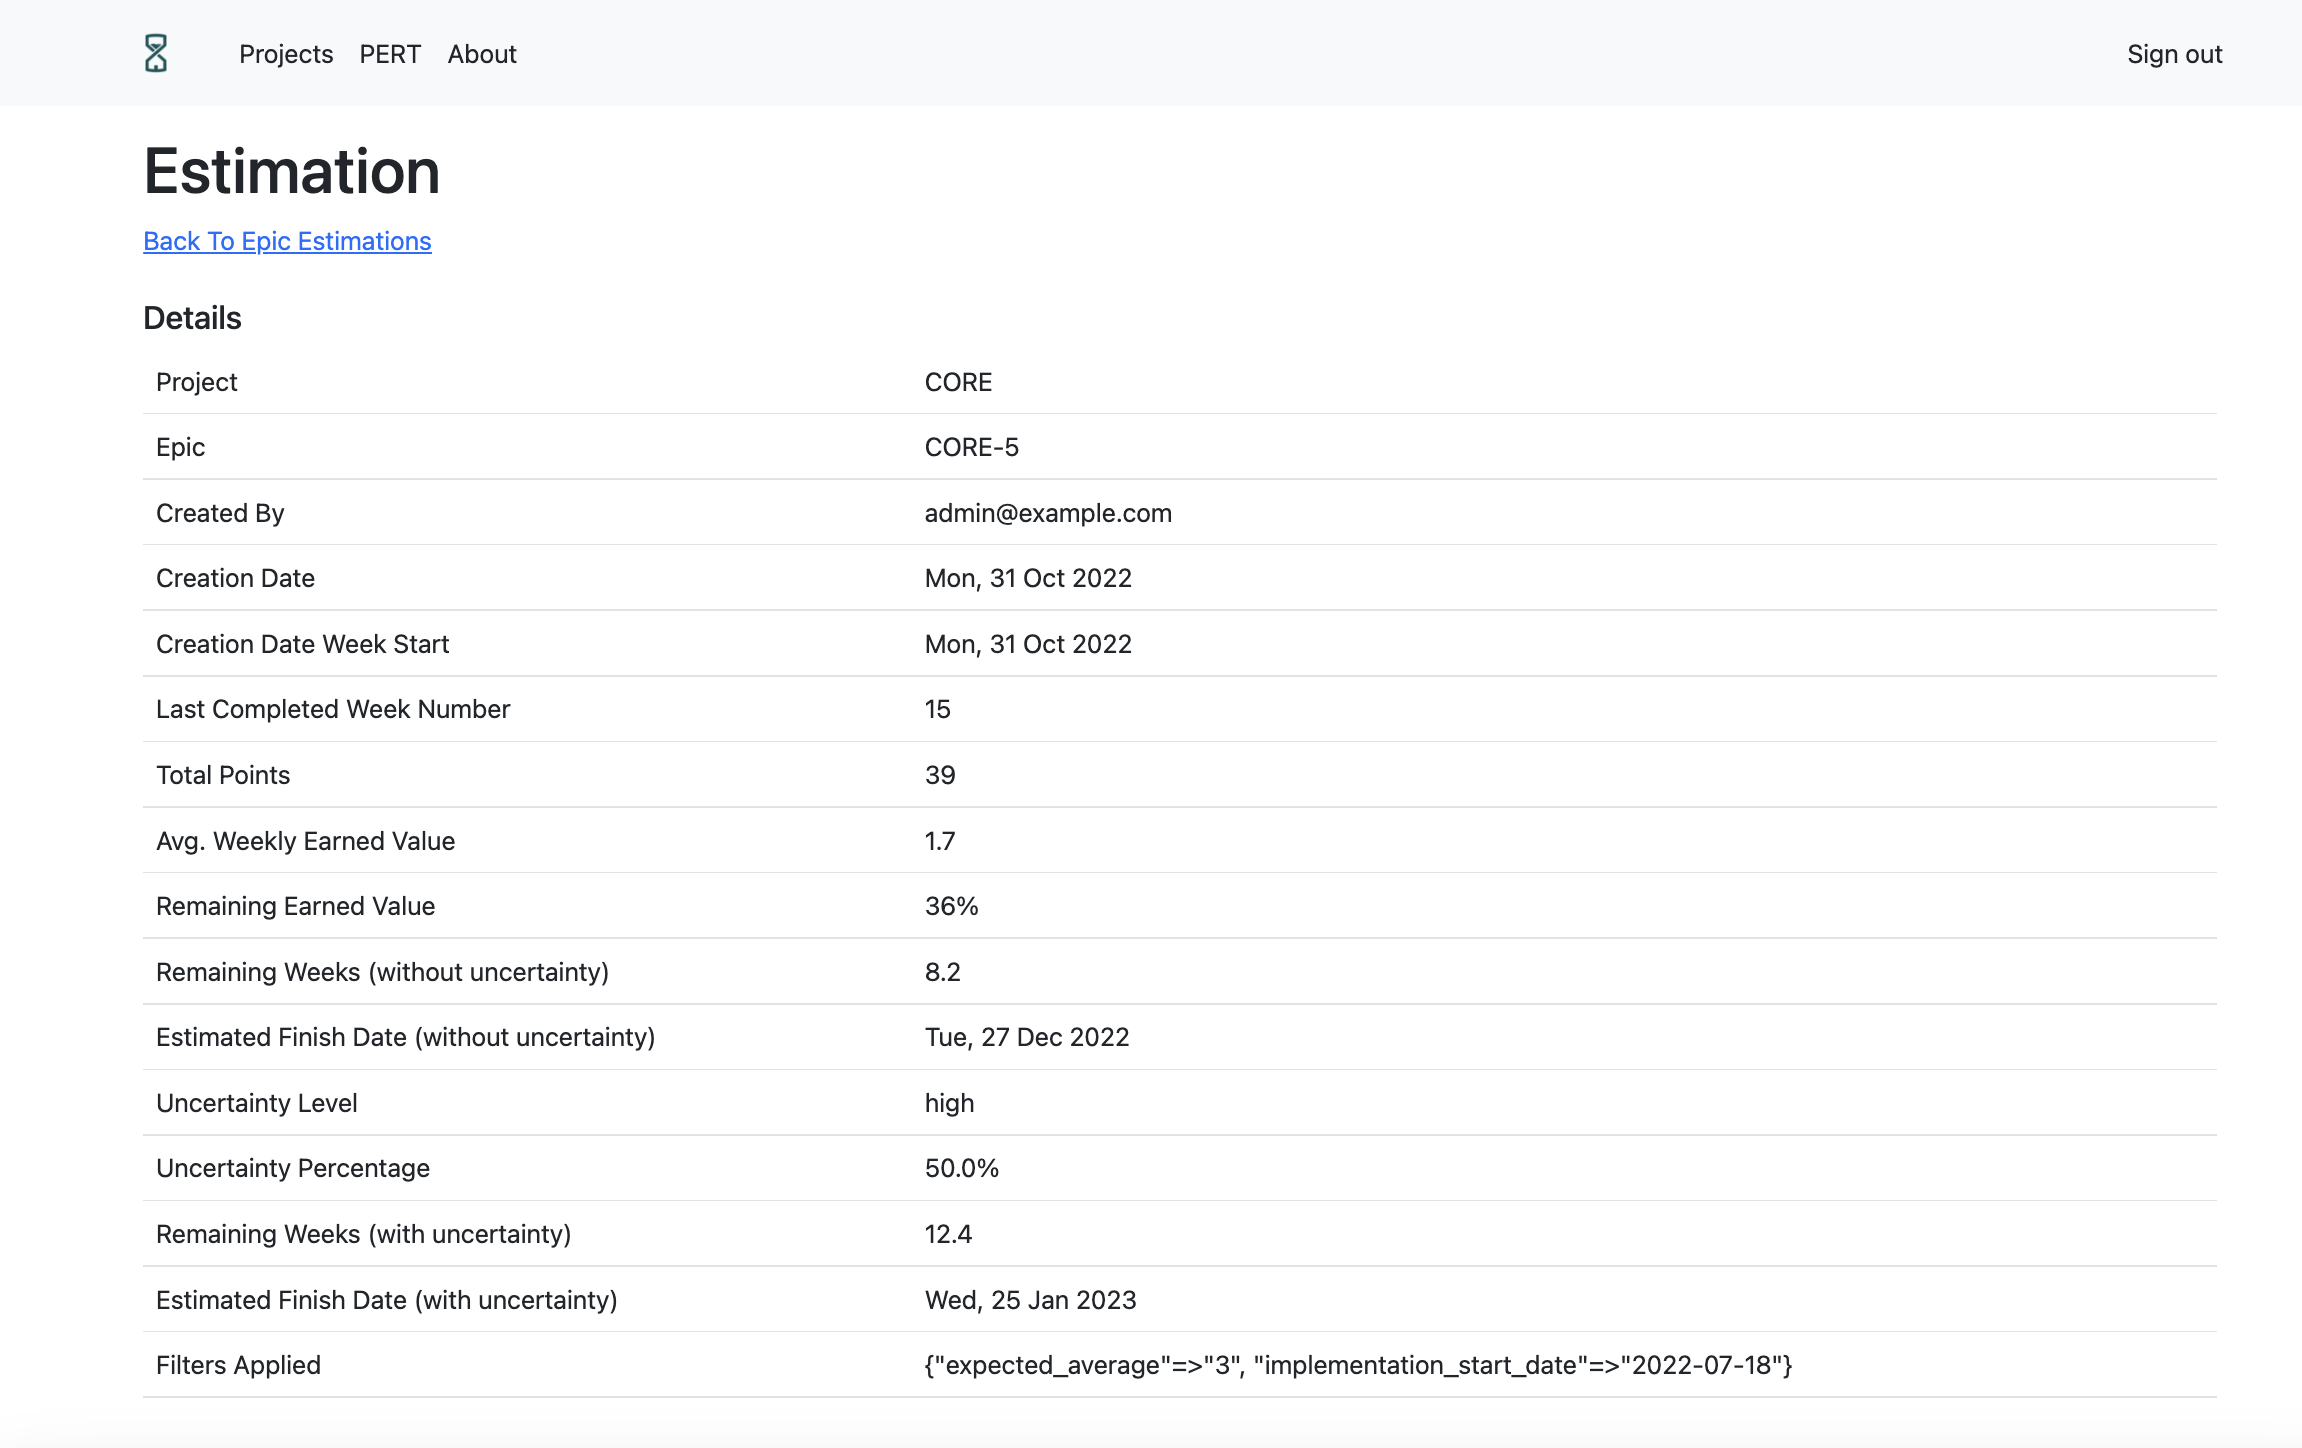 Projects PERT About Sign out
Estimation
Back To Epic Estimations
Details
Project CORE
Epic CORE-5
Created By admin@example.com
Creation Date Mon, 31 Oct 2022
Creation Date Week Start Mon, 31 Oct 2022
Last Completed Week Number 15
Total Points 39
Avg. Weekly Earned Value 1.7
Remaining Earned Value 36%
Remaining Weeks (without uncertainty) 8.2
Estimated Finish Date (without uncertainty) Tue, 27 Dec 2022
Uncertainty Level high
Uncertainty Percentage 50.0%
Remaining Weeks (with uncertainty) 12.4
Estimated Finish Date (with uncertainty) Wed, 25 Jan 2023
Filters Applied {"expected_average"=>"3", "implementation_start_date"=>"2022-07-18"}